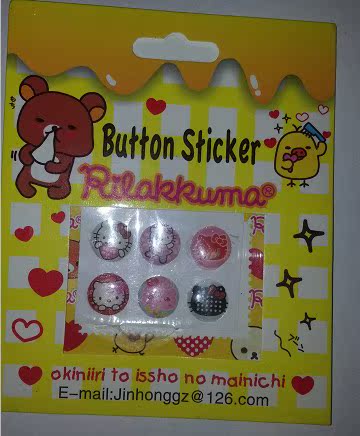 Button Sticker
Rilakkuma®
okiniiri to issho no mainichi
E-mail:Jinhonggz@126.com